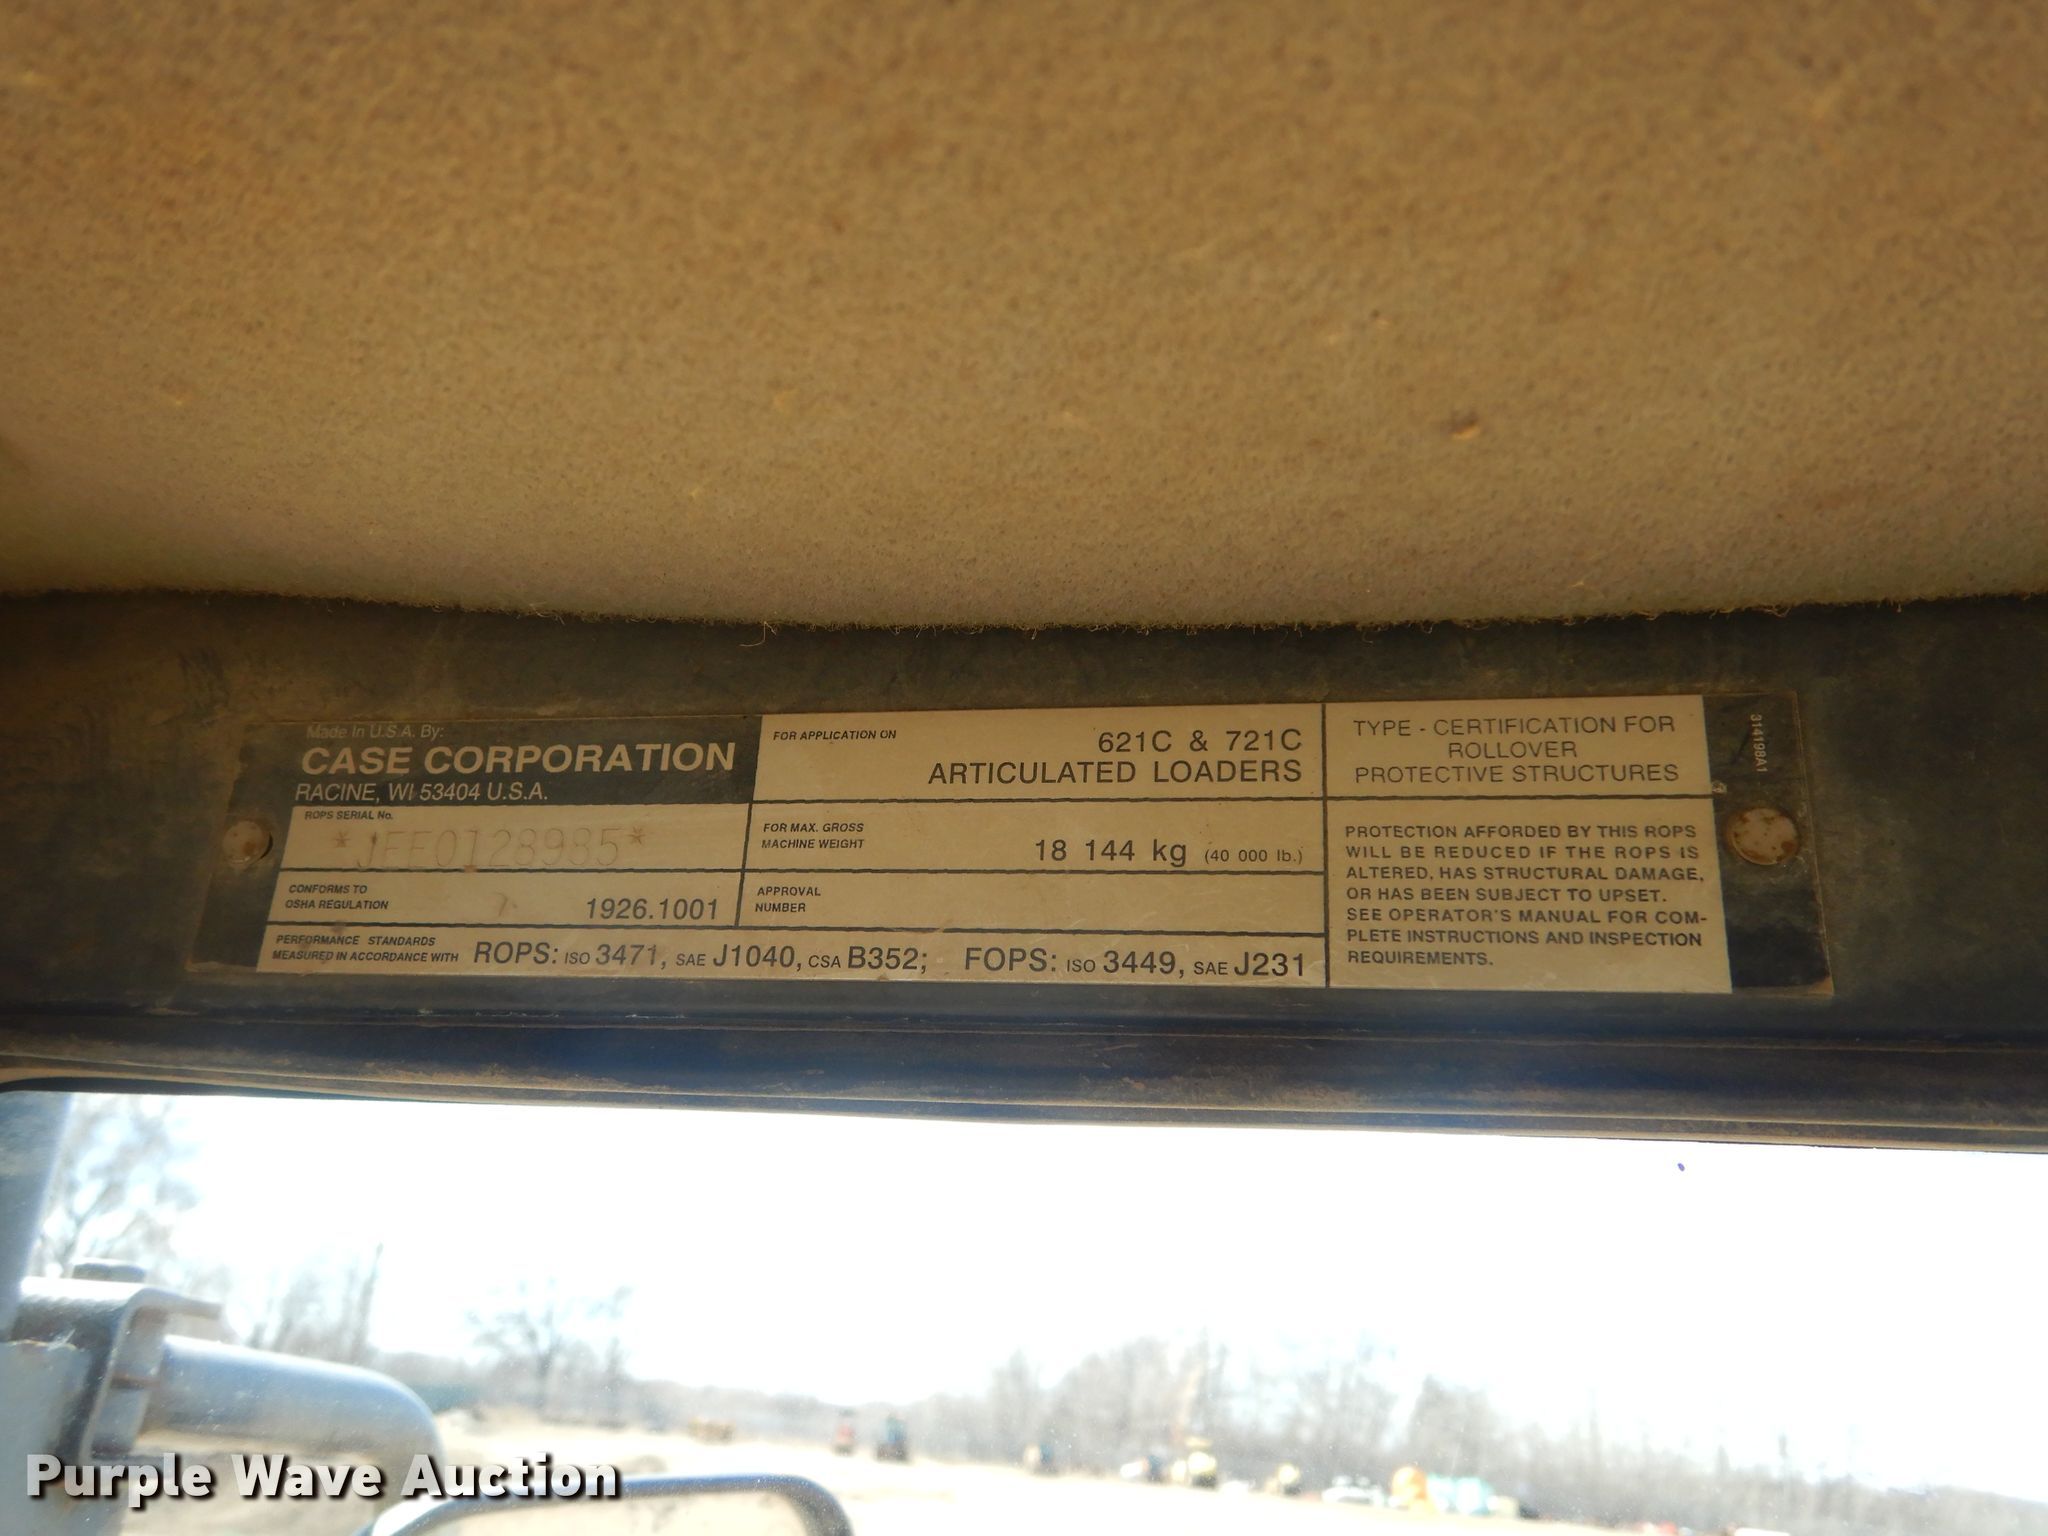 Made In U.S.A. By:
CASE CORPORATION
RACINE, WI 53404 U.S.A.
ROPS SERIAL No.
*JEE0128985*
CONFORMS TO
OSHA REGULATION
1926.1001
FOR APPLICATION ON
621C & 721C
ARTICULATED LOADERS
FOR MAX. GROSS
MACHINE WEIGHT
18 144 kg (40 000 lb.)
APPROVAL
NUMBER
PERFORMANCE STANDARDS
MEASURED IN ACCORDANCE WITH
ROPS: ISO 3471, SAE J1040, CSA B352; FOPS: ISO 3449, SAE J231
TYPE - CERTIFICATION FOR
ROLLOVER
PROTECTIVE STRUCTURES
PROTECTION AFFORDED BY THIS ROPS
WILL BE REDUCED IF THE ROPS IS
ALTERED, HAS STRUCTURAL DAMAGE,
OR HAS BEEN SUBJECT TO UPSET.
SEE OPERATOR'S MANUAL FOR COM-
PLETE INSTRUCTIONS AND INSPECTION
REQUIREMENTS.
314198A1
Purple Wave Auction